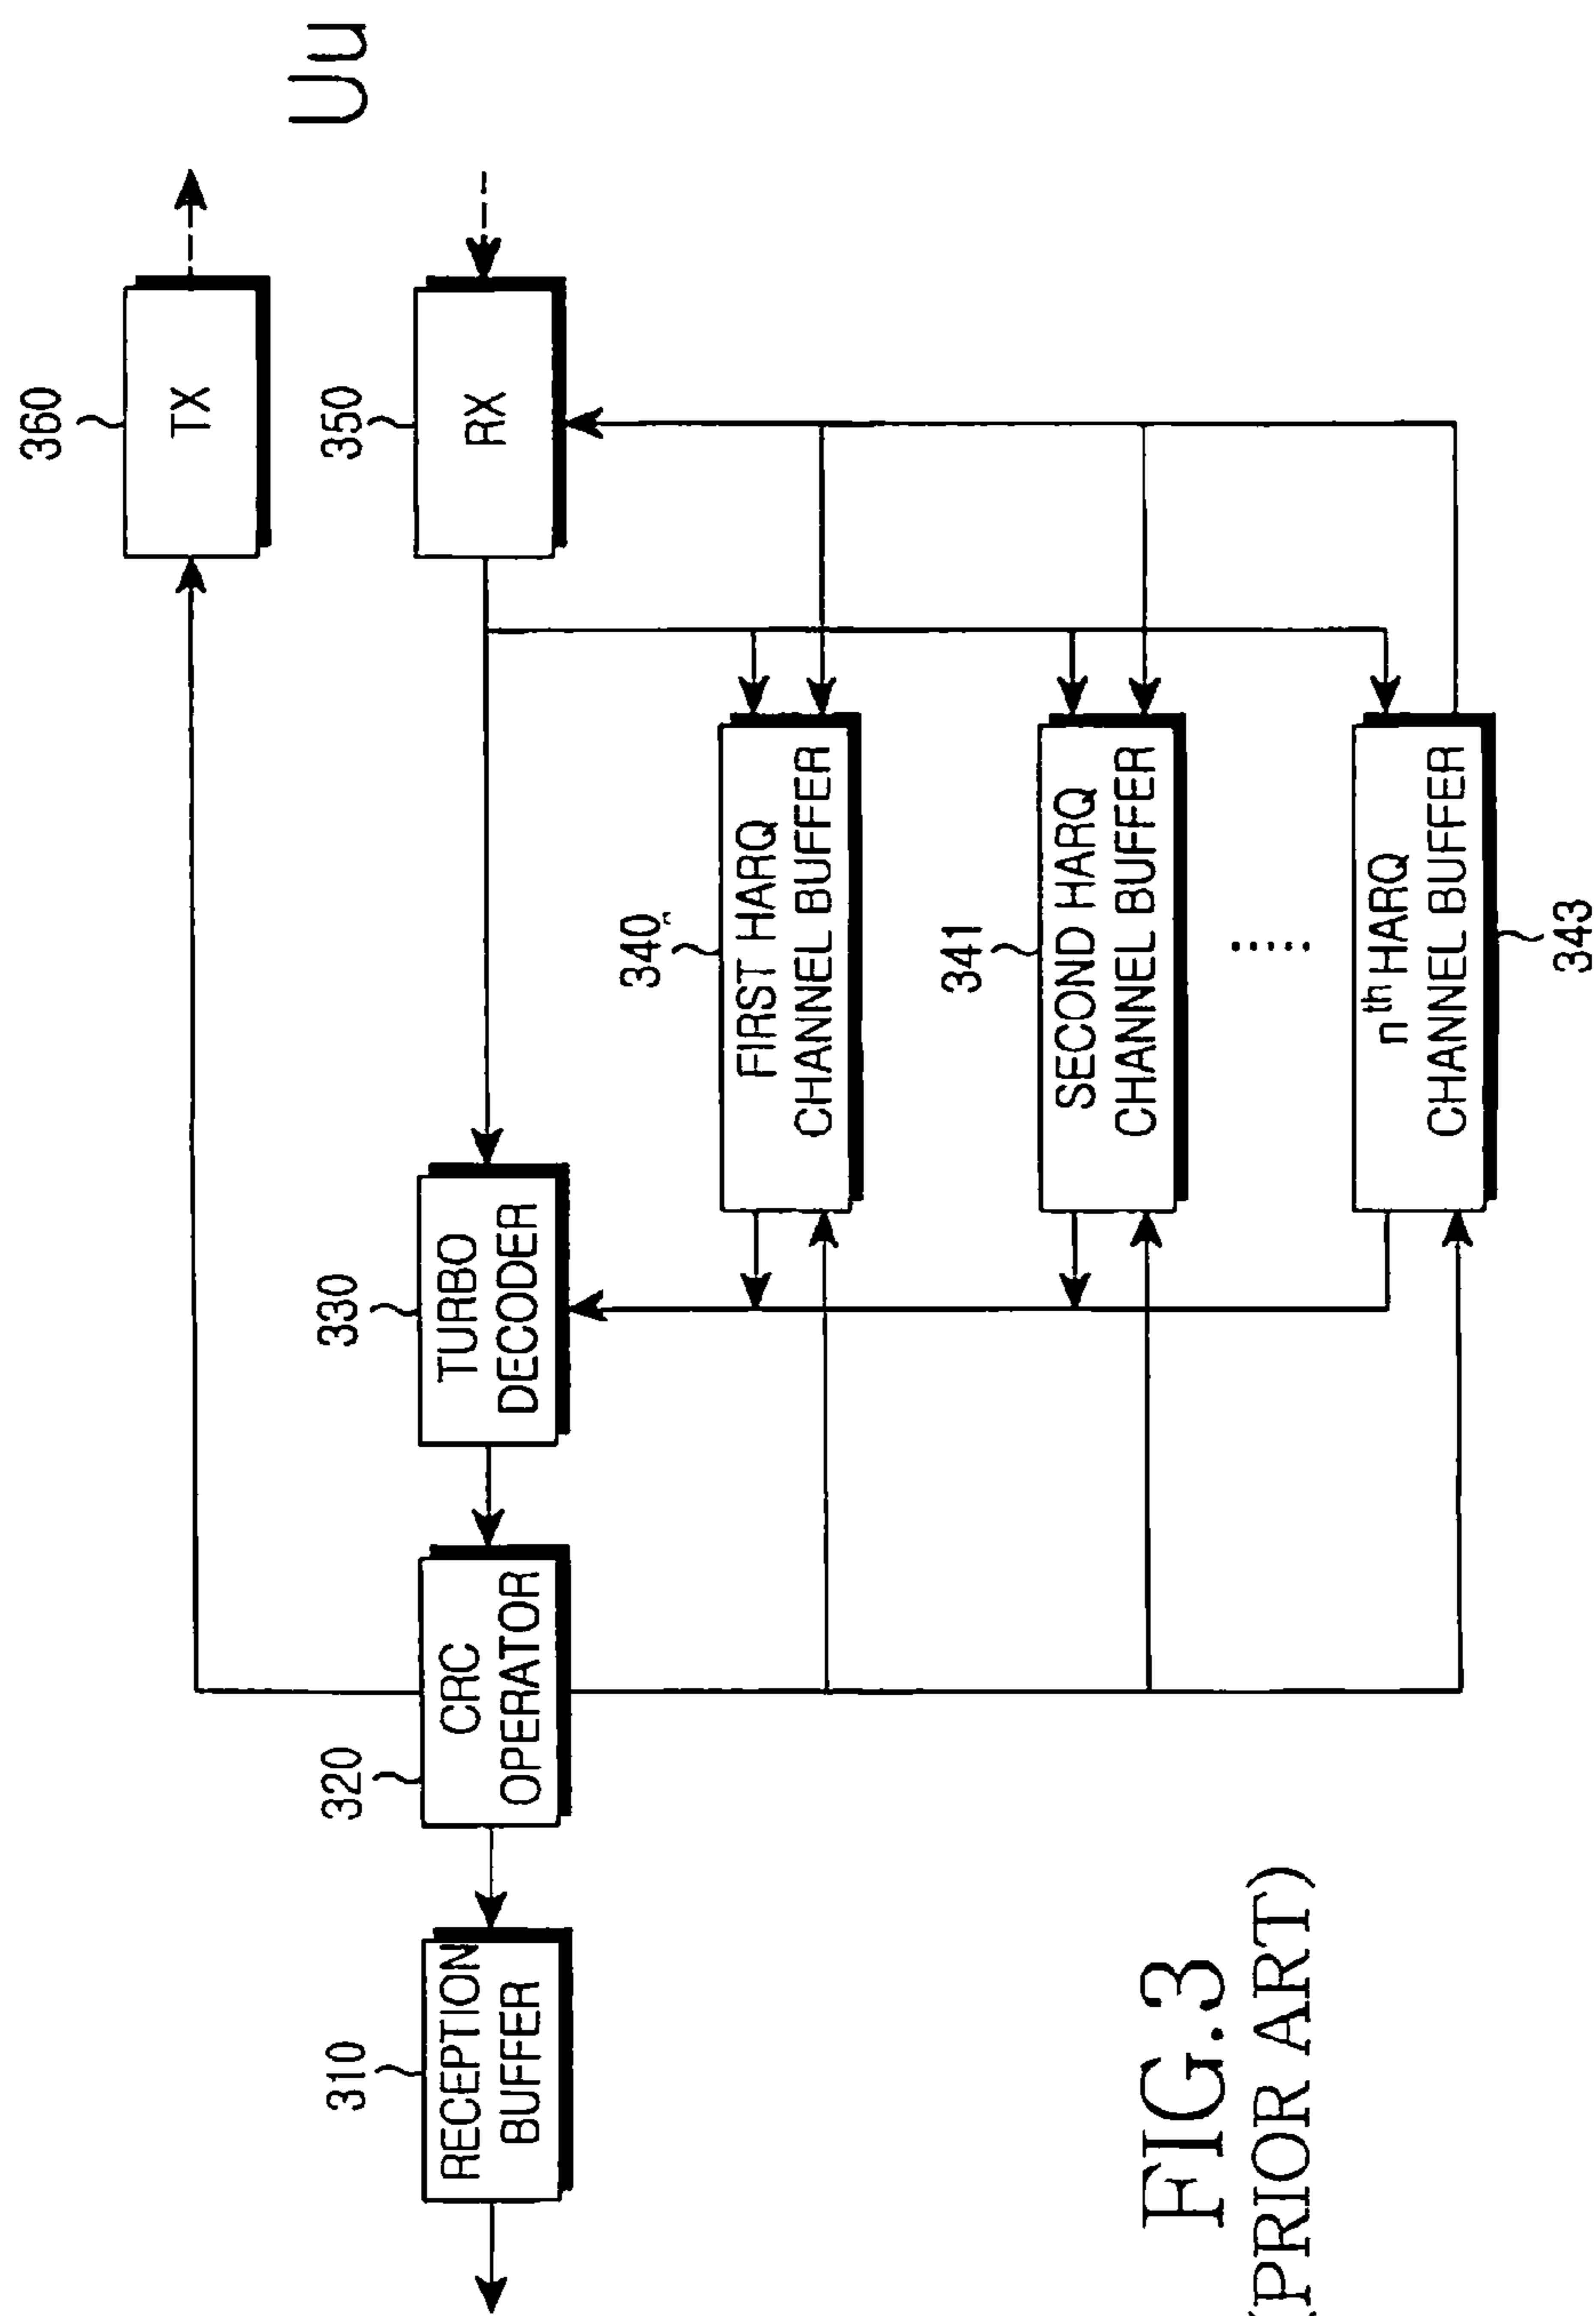 Uu
360
TX
350
RX
340
FIRST HARQ
CHANNEL BUFFER
341
SECOND HARQ
CHANNEL BUFFER
nth HARQ
CHANNEL BUFFER
343
330
TURBO
DECODER
320
CRC
OPERATOR
310
RECEPTION
BUFFER
FIG.3
(PRIOR ART)